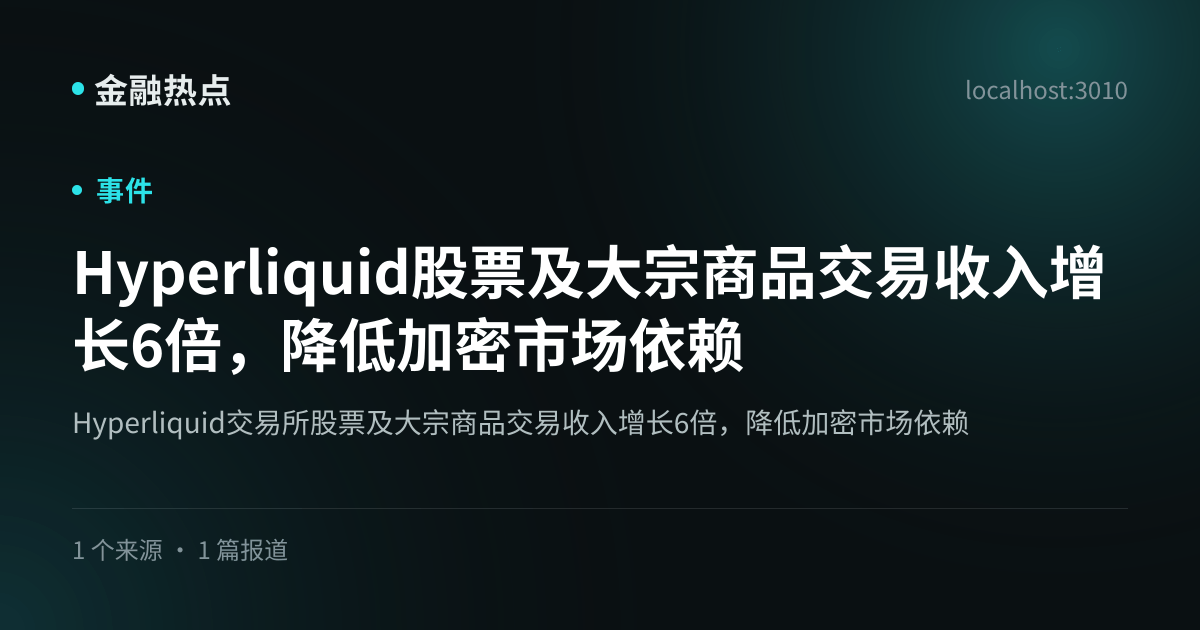 金融热点
localhost:3010
事件
Hyperliquid股票及大宗商品交易收入增
长6倍，降低加密市场依赖
Hyperliquid交易所股票及大宗商品交易收入增长6倍，降低加密市场依赖
1 个来源 · 1 篇报道